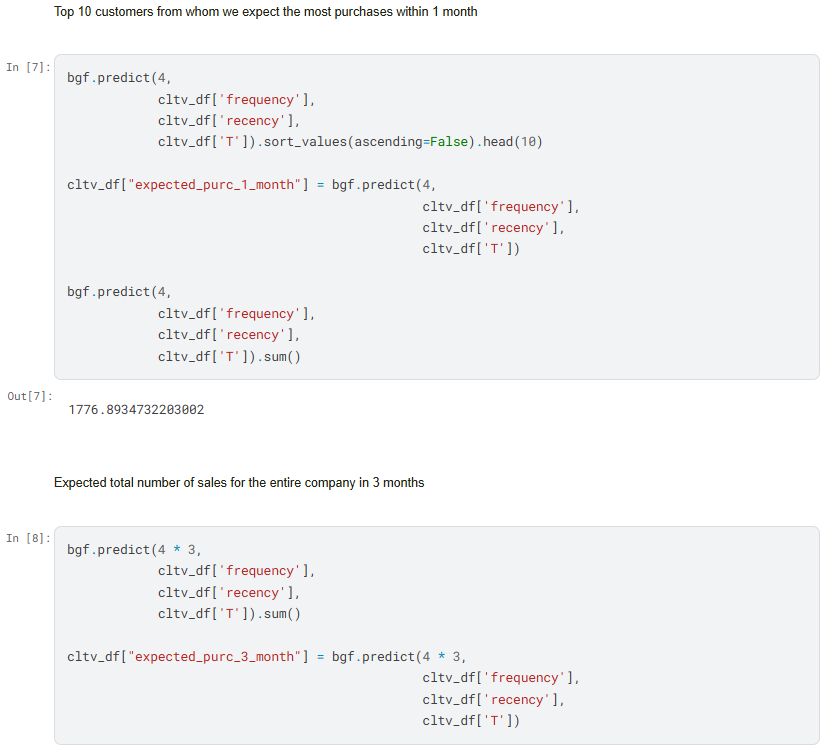 Top 10 customers from whom we expect the most purchases within 1 month
In [7]:
bgf.predict(4,
            cltv_df['frequency'],
            cltv_df['recency'],
            cltv_df['T']).sort_values(ascending=False).head(10)
cltv_df["expected_purc_1_month"] = bgf.predict(4,
                                               cltv_df['frequency'],
                                               cltv_df['recency'],
                                               cltv_df['T'])
bgf.predict(4,
            cltv_df['frequency'],
            cltv_df['recency'],
            cltv_df['T']).sum()
Out[7]:
1776.8934732203002
Expected total number of sales for the entire company in 3 months
In [8]:
bgf.predict(4 * 3,
            cltv_df['frequency'],
            cltv_df['recency'],
            cltv_df['T']).sum()
cltv_df["expected_purc_3_month"] = bgf.predict(4 * 3,
                                               cltv_df['frequency'],
                                               cltv_df['recency'],
                                               cltv_df['T'])